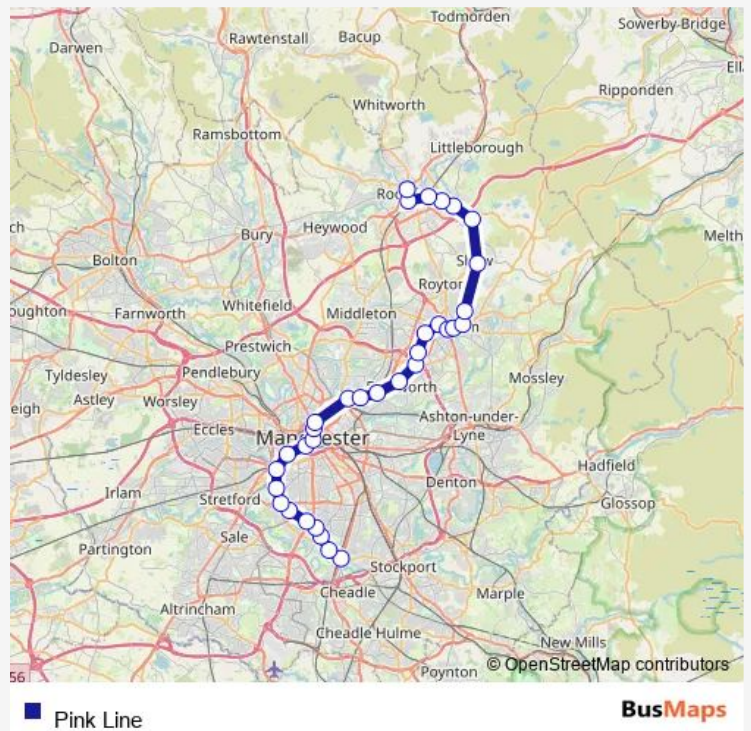 Todmorden
Sowerby Bridge
Darwen
Rawtenstall
Bacup
Ripponden
Whitworth
Ramsbottom
Littleborough
Heywood
Bury
Bolton
Royton
Whitefield
Middleton
Farnworth
Prestwich
Tyldesley
Pendlebury
Mossley
Astley
Worsley
Ashton-under-
Lyne
Eccles
Manchester
Hadfield
Denton
Irlam
Stretford
Glossop
Sale
Partington
Stockport
Cheadle
Marple
Altrincham
Cheadle Hulme
New Mills
Poynton
© OpenStreetMap contributors
56
Pink Line
BusMaps